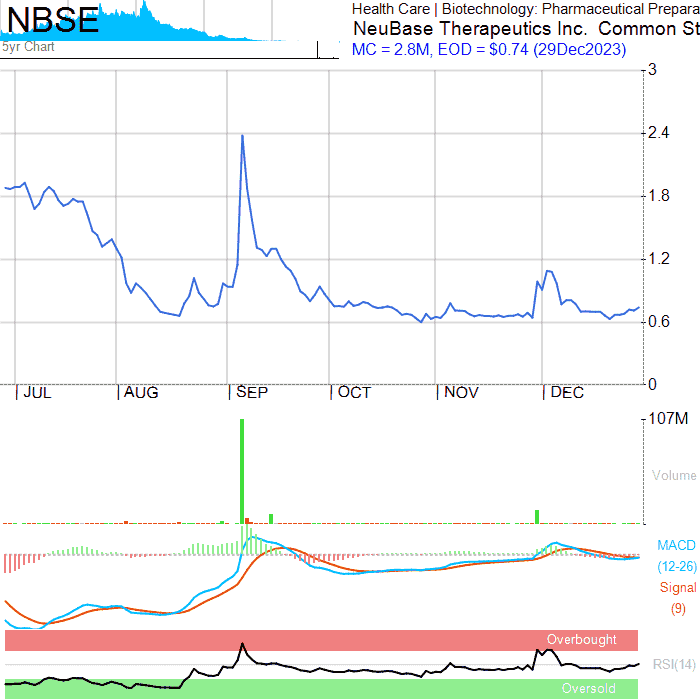 NBSE
Health Care | Biotechnology: Pharmaceutical Prepara
NeuBase Therapeutics Inc. Common St
5yr Chart
MC = 2.8M, EOD = $0.74 (29Dec2023)
3
2.4
1.8
1.2
0.6
0
JUL AUG SEP OCT NOV DEC
107M
Volume
MACD
(12-26)
Signal
(9)
Overbought
RSI(14)
Oversold